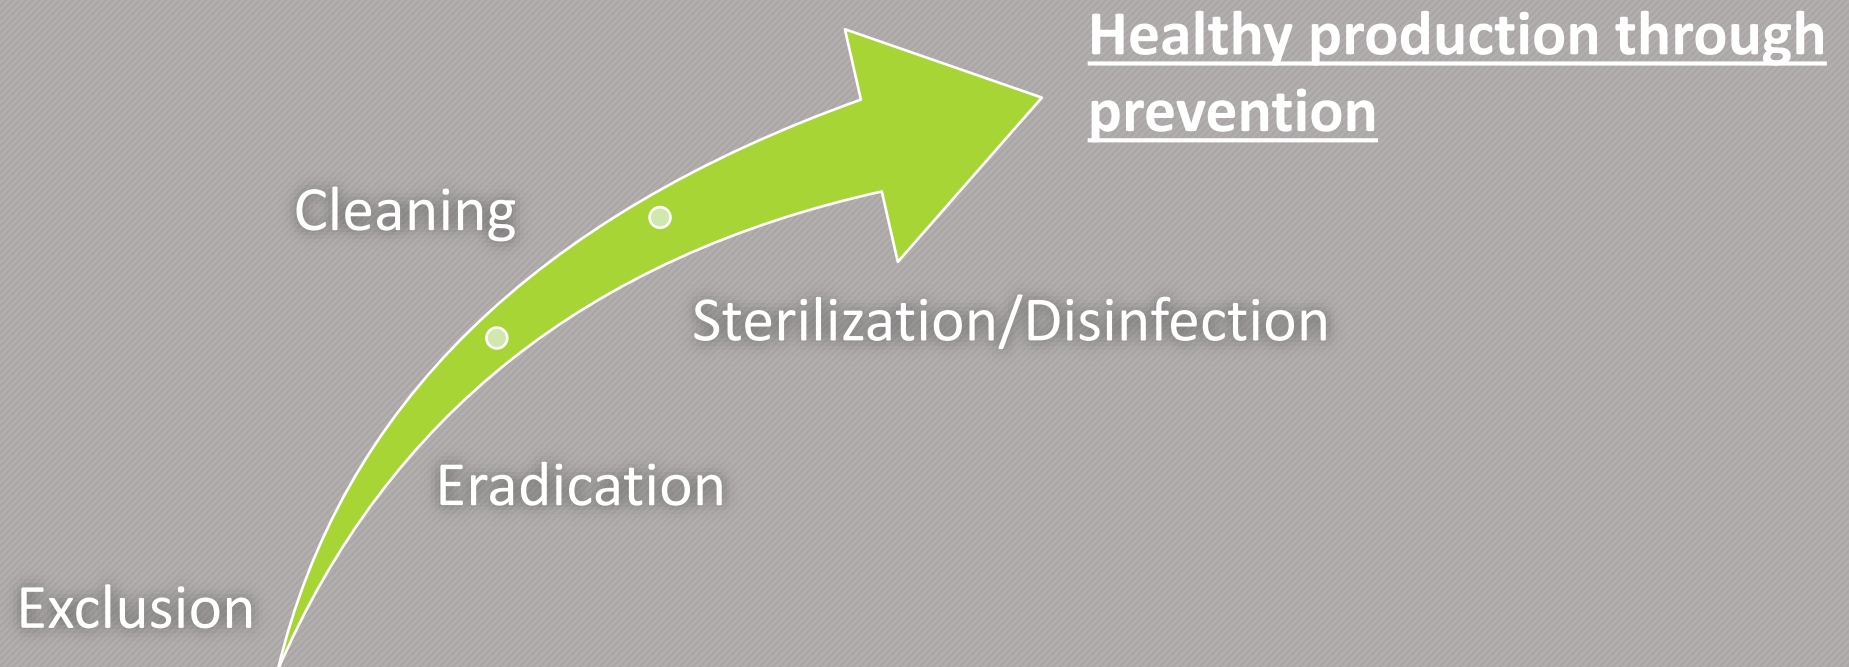 Healthy production through
prevention
Cleaning
Sterilization/Disinfection
Eradication
Exclusion